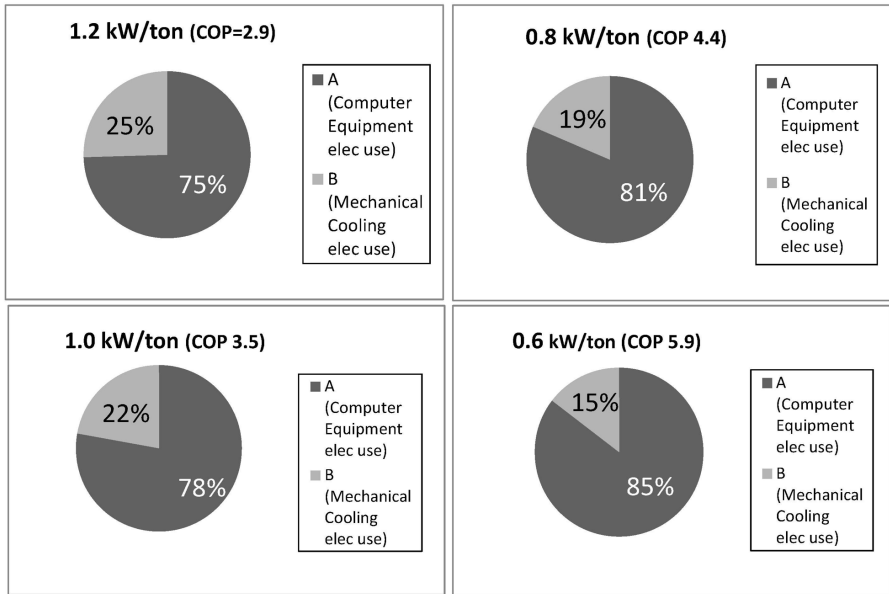 1.2 kW/ton (COP=2.9)
25%
75%
A
(Computer
Equipment
elec use)
B
(Mechanical
Cooling
elec use)
0.8 kW/ton (COP 4.4)
19%
81%
A
(Computer
Equipment
elec use)
B
(Mechanical
Cooling
elec use)
1.0 kW/ton (COP 3.5)
22%
78%
A
(Computer
Equipment
elec use)
B
(Mechanical
Cooling
elec use)
0.6 kW/ton (COP 5.9)
15%
85%
A
(Computer
Equipment
elec use)
B
(Mechanical
Cooling
elec use)